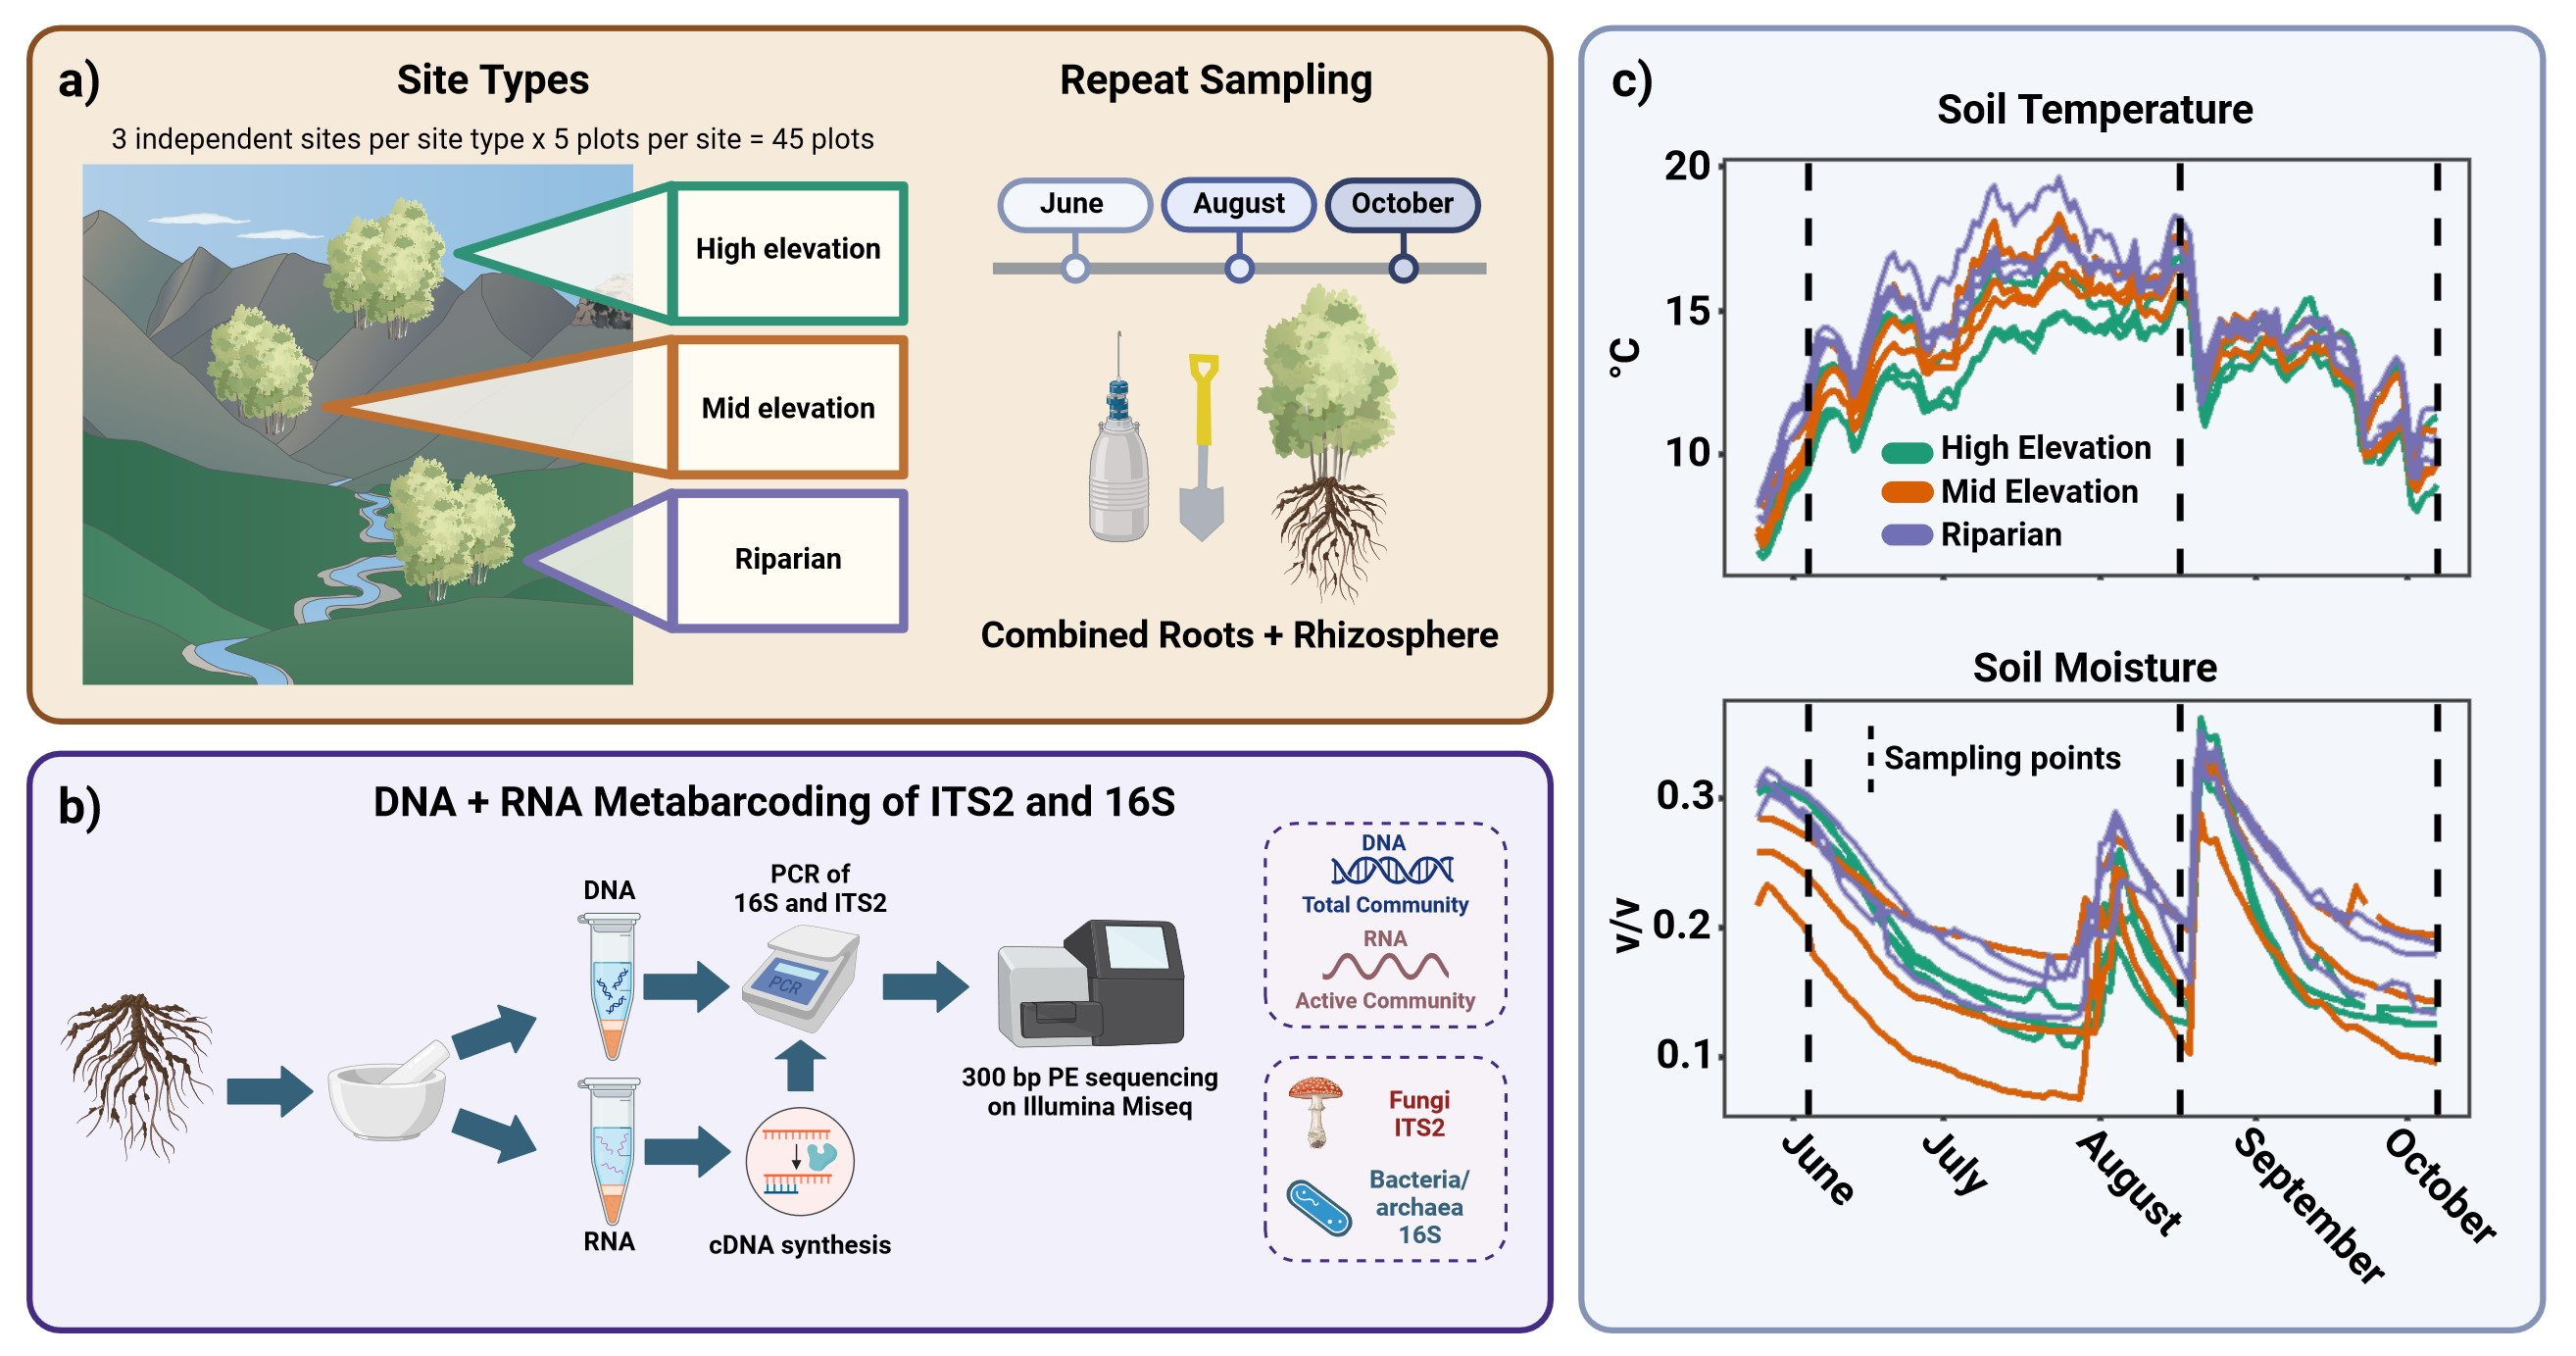 a)
Site Types
3 independent sites per site type x 5 plots per site = 45 plots
High elevation
Mid elevation
Riparian
Repeat Sampling
June
August
October
Combined Roots + Rhizosphere
b)
DNA + RNA Metabarcoding of ITS2 and 16S
DNA
RNA
PCR of
16S and ITS2
PCR
cDNA synthesis
300 bp PE sequencing
on Illumina Miseq
DNA
Total Community
RNA
Active Community
Fungi
ITS2
Bacteria/
archaea
16S
c)
Soil Temperature
20
15
10
°C
High Elevation
Mid Elevation
Riparian
Soil Moisture
Sampling points
0.3
0.2
0.1
v/v
June
July
August
September
October